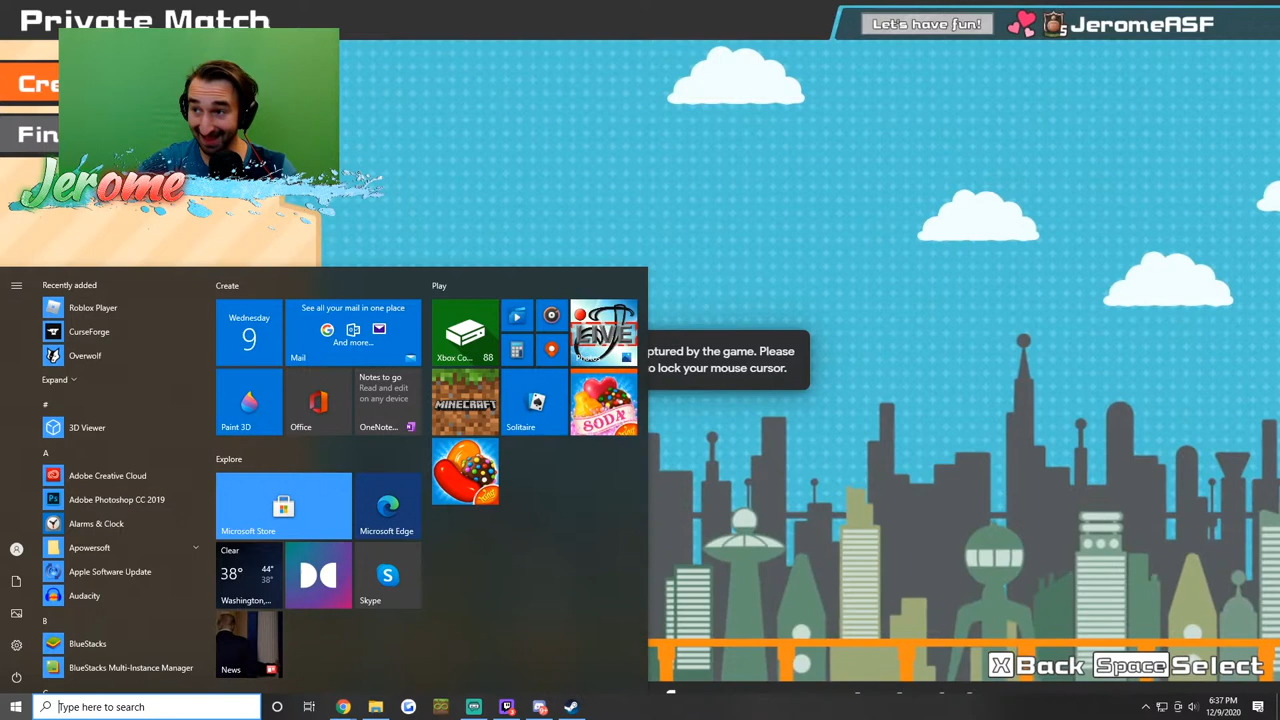 Private Match
Let's have fun!
JeromeASF
Cre
Fin
Jerome
Recently added
Roblox Player
CurseForge
Overwolf
Expand
#
3D Viewer
A
Adobe Creative Cloud
Adobe Photoshop CC 2019
Alarms & Clock
Apowersoft
Apple Software Update
Audacity
B
BlueStacks
BlueStacks Multi-Instance Manager
Create
Wednesday
9
See all your mail in one place
And more...
Mail
Paint 3D
Office
Notes to go
Read and edit
on any device
OneNote...
Explore
Microsoft Store
Microsoft Edge
Clear
38° 44°
38°
Washington,...
Skype
News
Play
Xbox Co... 88
LIVE
MINECRAFT
Solitaire
SODA
ptured by the game. Please
o lock your mouse cursor.
X Back Space Select
Type here to search
6:37 PM
12/9/2020